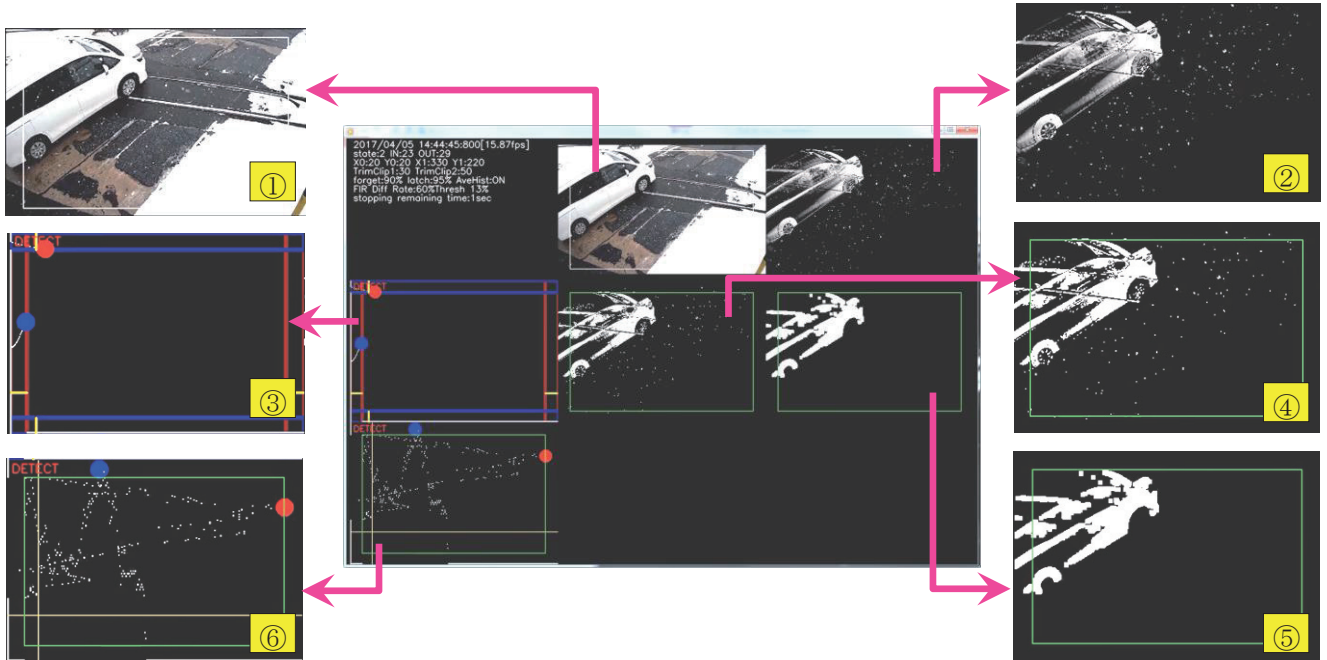 ①
②
2017/04/05 14:44:45:800[15.87fps]
state:2 IN:23 OUT:29
X0:20 Y0:20 X1:330 Y1:220
TrimClip1:30 TrimClip2:50
forget:90% latch:95% AveHist:ON
FIR Diff Rate:60%Thresh 13%
stopping remaining time:1sec
DETECT
③
DETECT
④
DETECT
DETECT
⑥
⑤